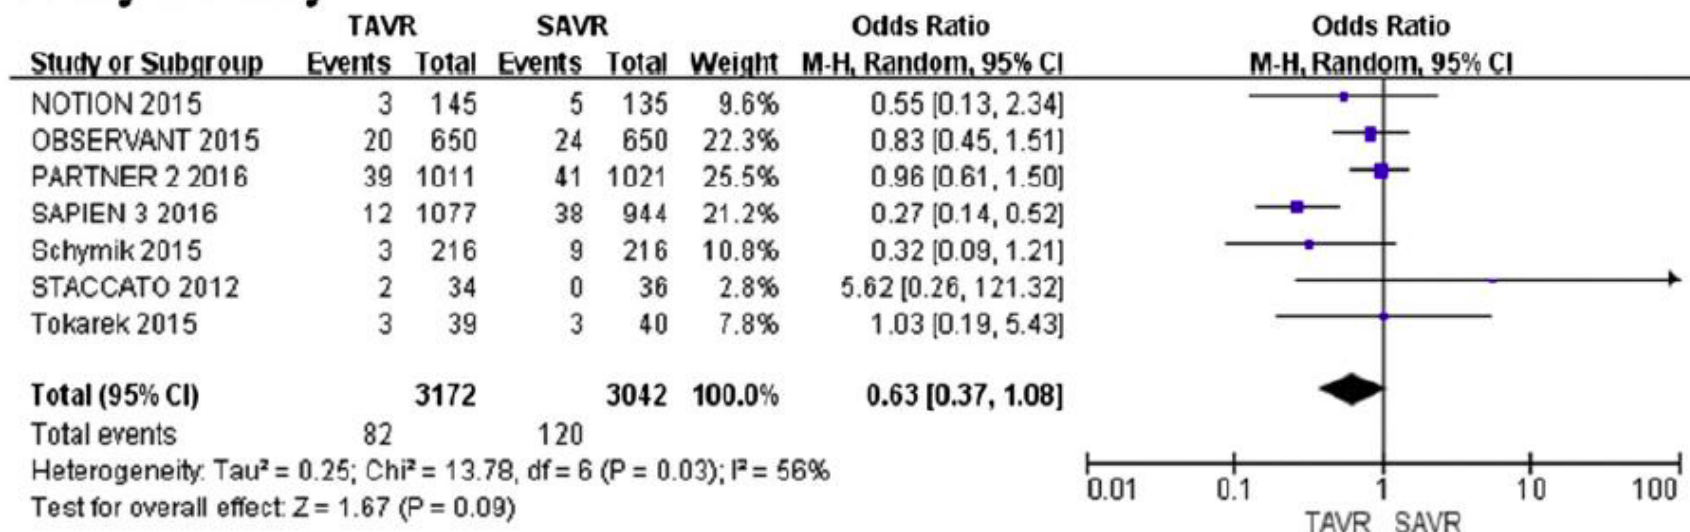 TAVR SAVR Odds Ratio Odds Ratio
Study or Subgroup Events Total Events Total Weight M-H, Random, 95% CI M-H, Random, 95% CI
NOTION 2015 3 145 5 135 9.6% 0.55 [0.13, 2.34]
OBSERVANT 2015 20 650 24 650 22.3% 0.83 [0.45, 1.51]
PARTNER 2 2016 39 1011 41 1021 25.5% 0.96 [0.61, 1.50]
SAPIEN 3 2016 12 1077 38 944 21.2% 0.27 [0.14, 0.52]
Schymik 2015 3 216 9 216 10.8% 0.32 [0.09, 1.21]
STACCATO 2012 2 34 0 36 2.8% 5.62 [0.26, 121.32]
Tokarek 2015 3 39 3 40 7.8% 1.03 [0.19, 5.43]
Total (95% CI) 3172 3042 100.0% 0.63 [0.37, 1.08]
Total events 82 120
Heterogeneity: Tau² = 0.25; Chi² = 13.78, df = 6 (P = 0.03); I² = 56%
Test for overall effect: Z = 1.67 (P = 0.09)
0.01 0.1 1 10 100
TAVR SAVR